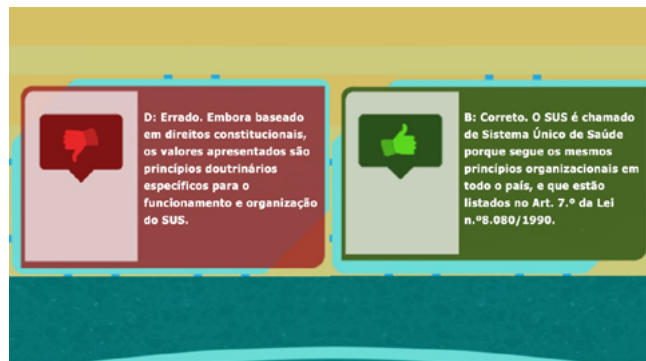 D: Errado. Embora baseado
em direitos constitucionais,
os valores apresentados são
princípios doutrinários
específicos para o
funcionamento e organização
do SUS.
B: Correto. O SUS é chamado
de Sistema Único de Saúde
porque segue os mesmos
princípios organizacionais em
todo o país, e que estão
listados no Art. 7.º da Lei
n.º8.080/1990.